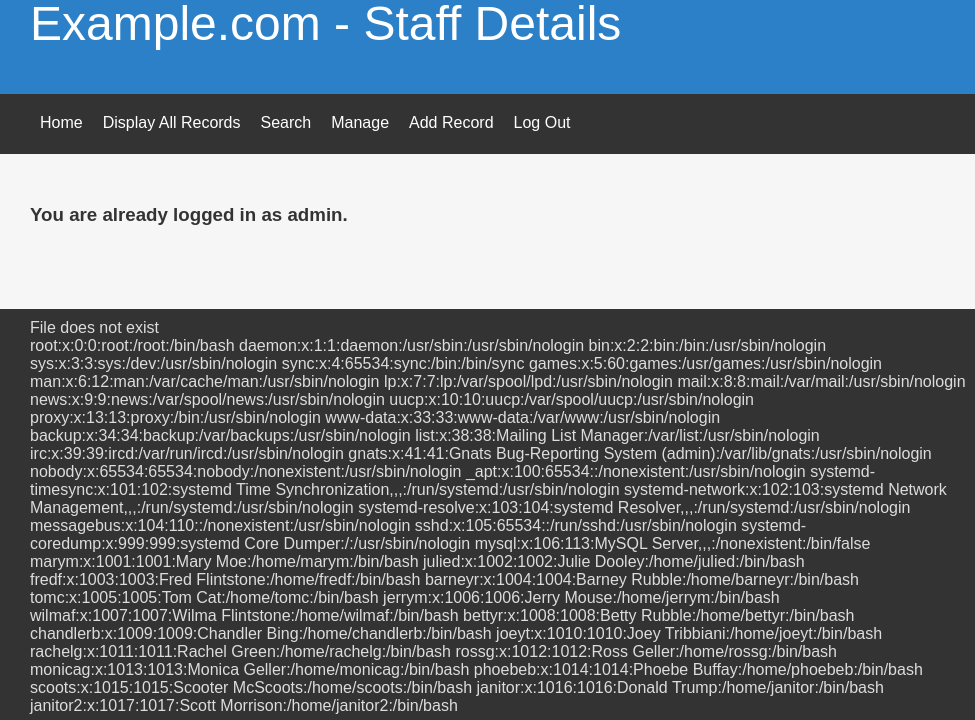 Example.com - Staff Details
Home Display All Records Search Manage Add Record Log Out
You are already logged in as admin.
File does not exist
root:x:0:0:root:/root:/bin/bash daemon:x:1:1:daemon:/usr/sbin:/usr/sbin/nologin bin:x:2:2:bin:/bin:/usr/sbin/nologin
sys:x:3:3:sys:/dev:/usr/sbin/nologin sync:x:4:65534:sync:/bin:/bin/sync games:x:5:60:games:/usr/games:/usr/sbin/nologin
man:x:6:12:man:/var/cache/man:/usr/sbin/nologin lp:x:7:7:lp:/var/spool/lpd:/usr/sbin/nologin mail:x:8:8:mail:/var/mail:/usr/sbin/nologin
news:x:9:9:news:/var/spool/news:/usr/sbin/nologin uucp:x:10:10:uucp:/var/spool/uucp:/usr/sbin/nologin
proxy:x:13:13:proxy:/bin:/usr/sbin/nologin www-data:x:33:33:www-data:/var/www:/usr/sbin/nologin
backup:x:34:34:backup:/var/backups:/usr/sbin/nologin list:x:38:38:Mailing List Manager:/var/list:/usr/sbin/nologin
irc:x:39:39:ircd:/var/run/ircd:/usr/sbin/nologin gnats:x:41:41:Gnats Bug-Reporting System (admin):/var/lib/gnats:/usr/sbin/nologin
nobody:x:65534:65534:nobody:/nonexistent:/usr/sbin/nologin _apt:x:100:65534::/nonexistent:/usr/sbin/nologin systemd-
timesync:x:101:102:systemd Time Synchronization,,,:/run/systemd:/usr/sbin/nologin systemd-network:x:102:103:systemd Network
Management,,,:/run/systemd:/usr/sbin/nologin systemd-resolve:x:103:104:systemd Resolver,,,:/run/systemd:/usr/sbin/nologin
messagebus:x:104:110::/nonexistent:/usr/sbin/nologin sshd:x:105:65534::/run/sshd:/usr/sbin/nologin systemd-
coredump:x:999:999:systemd Core Dumper:/:/usr/sbin/nologin mysql:x:106:113:MySQL Server,,,:/nonexistent:/bin/false
marym:x:1001:1001:Mary Moe:/home/marym:/bin/bash julied:x:1002:1002:Julie Dooley:/home/julied:/bin/bash
fredf:x:1003:1003:Fred Flintstone:/home/fredf:/bin/bash barneyr:x:1004:1004:Barney Rubble:/home/barneyr:/bin/bash
tomc:x:1005:1005:Tom Cat:/home/tomc:/bin/bash jerrym:x:1006:1006:Jerry Mouse:/home/jerrym:/bin/bash
wilmaf:x:1007:1007:Wilma Flintstone:/home/wilmaf:/bin/bash bettyr:x:1008:1008:Betty Rubble:/home/bettyr:/bin/bash
chandlerb:x:1009:1009:Chandler Bing:/home/chandlerb:/bin/bash joeyt:x:1010:1010:Joey Tribbiani:/home/joeyt:/bin/bash
rachelg:x:1011:1011:Rachel Green:/home/rachelg:/bin/bash rossg:x:1012:1012:Ross Geller:/home/rossg:/bin/bash
monicag:x:1013:1013:Monica Geller:/home/monicag:/bin/bash phoebeb:x:1014:1014:Phoebe Buffay:/home/phoebeb:/bin/bash
scoots:x:1015:1015:Scooter McScoots:/home/scoots:/bin/bash janitor:x:1016:1016:Donald Trump:/home/janitor:/bin/bash
janitor2:x:1017:1017:Scott Morrison:/home/janitor2:/bin/bash